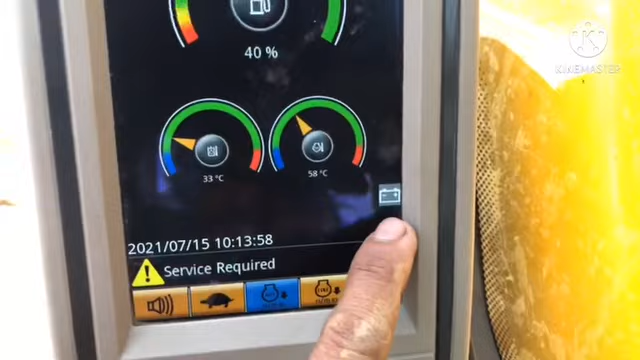 40 %
KINEMASTER
33 °C
58 °C
2021/07/15 10:13:58
Service Required